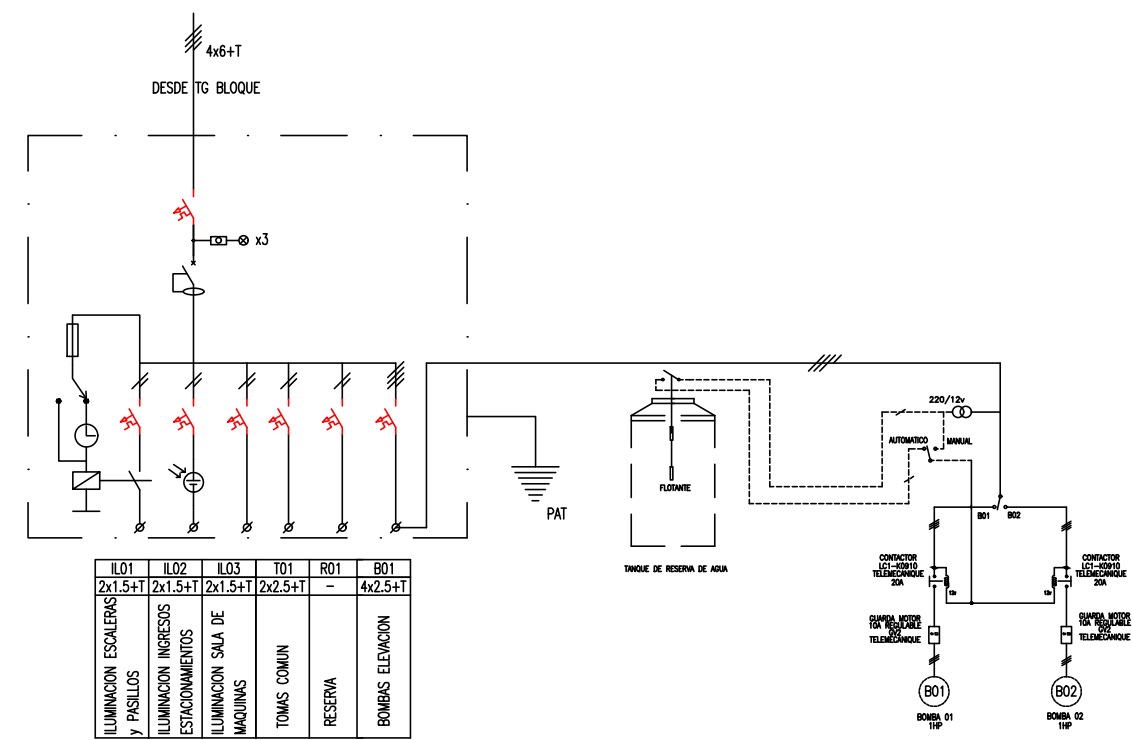 4x6+T
DESDE TG BLOQUE
x3
220/12v
AUTOMATICO
MANUAL
FLOTANTE
PAT
B01
B02
TANQUE DE RESERVA DE AGUA
CONTACTOR
LC1-K0910
TELEMECANIQUE
20A
CONTACTOR
LC1-K0910
TELEMECANIQUE
20A
12v
12v
GUARDA MOTOR
10A REGULABLE
GV2
TELEMECANIQUE
GUARDA MOTOR
10A REGULABLE
GV2
TELEMECANIQUE
B01
B02
BOMBA 01
1HP
BOMBA 02
1HP
IL01 IL02 IL03 T01 R01 B01
2x1.5+T 2x1.5+T 2x1.5+T 2x2.5+T - 4x2.5+T
ILUMINACION ESCALERAS
y PASILLOS
ILUMINACION INGRESOS
ESTACIONAMIENTOS
ILUMINACION SALA DE
MAQUINAS
TOMAS COMUN
RESERVA
BOMBAS ELEVACION